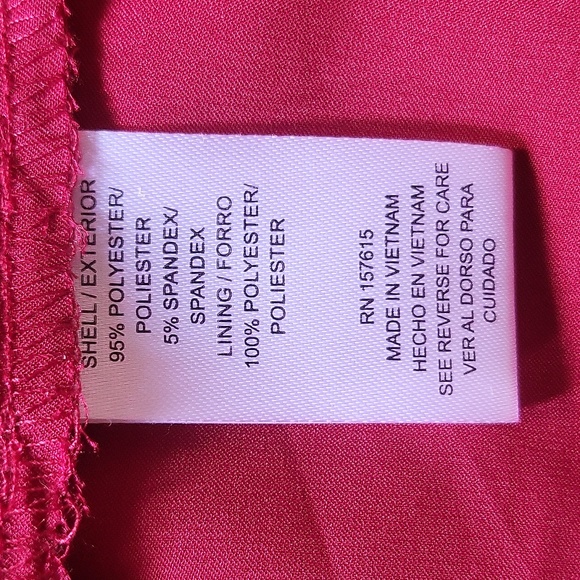 SHELL / EXTERIOR
95% POLYESTER/
POLIESTER
5% SPANDEX/
SPANDEX
LINING / FORRO
100% POLYESTER/
POLIESTER
RN 157615
MADE IN VIETNAM
HECHO EN VIETNAM
SEE REVERSE FOR CARE
VER AL DORSO PARA
CUIDADO